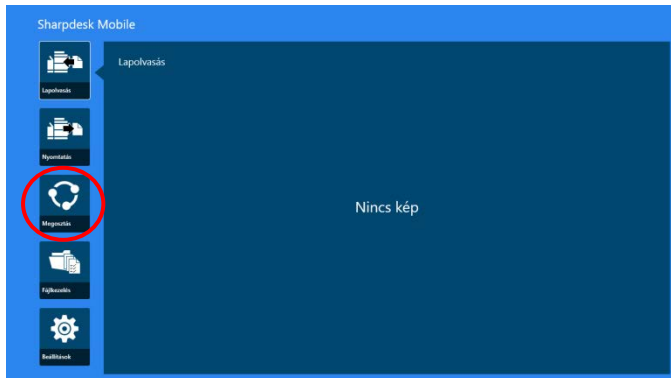 Sharpdesk Mobile
Lapolvasás
Lapolvasás
Nyomtatás
Megosztás
Nincs kép
Fájlkezelés
Beállítások